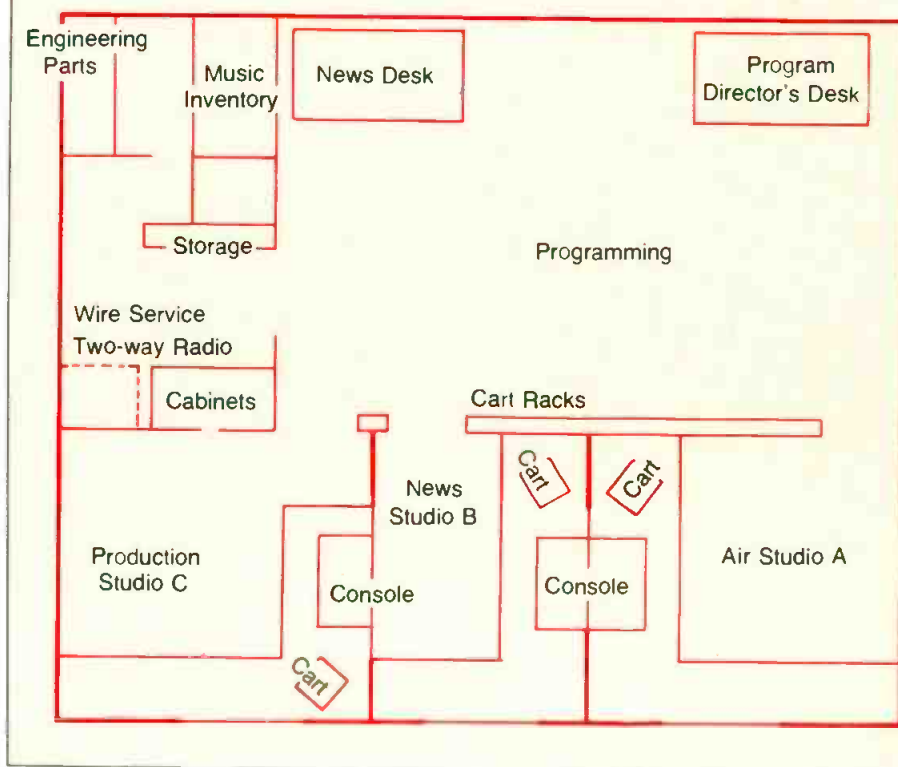 Engineering
Parts
Music
Inventory
News Desk
Program
Director's Desk
Storage
Programming
Wire Service
Two-way Radio
Cabinets
Cart Racks
Cart
Cart
News
Studio B
Production
Studio C
Console
Console
Air Studio A
Cart